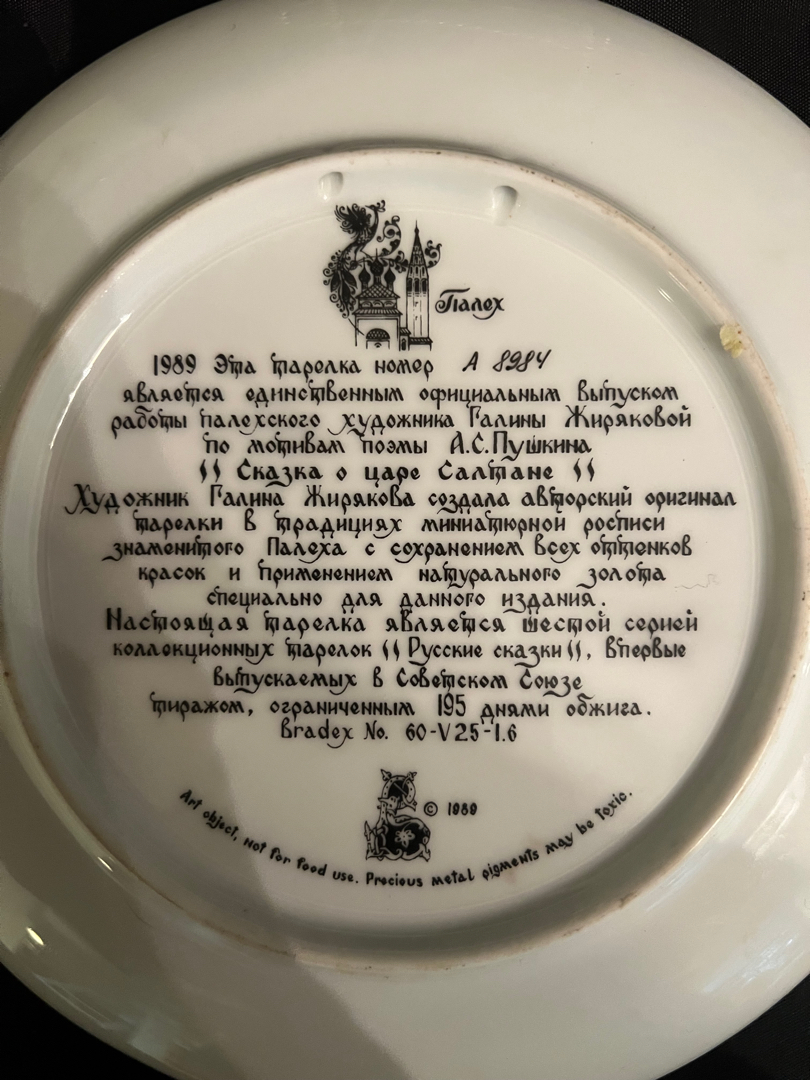 Палех
1989 Эта тарелка номер А 8984
является единственным официальным выпуском
работы палехского художника Галины Жиряковой
по мотивам поэмы А.С.Пушкина
"Сказка о царе Салтане"
Художник Галина Жирякова создала авторский оригинал
тарелки в традициях миниатюрной росписи
знаменитого Палеха с сохранением всех оттенков
красок и применением натурального золота
специально для данного издания.
Настоящая тарелка является шестой серией
коллекционных тарелок "Русские сказки", впервые
выпускаемых в Советском Союзе
тиражом, ограниченным 195 днями обжига.
Bradex No. 60-V25-1.6
© 1989
Art object, not for food use. Precious metal pigments may be toxic.